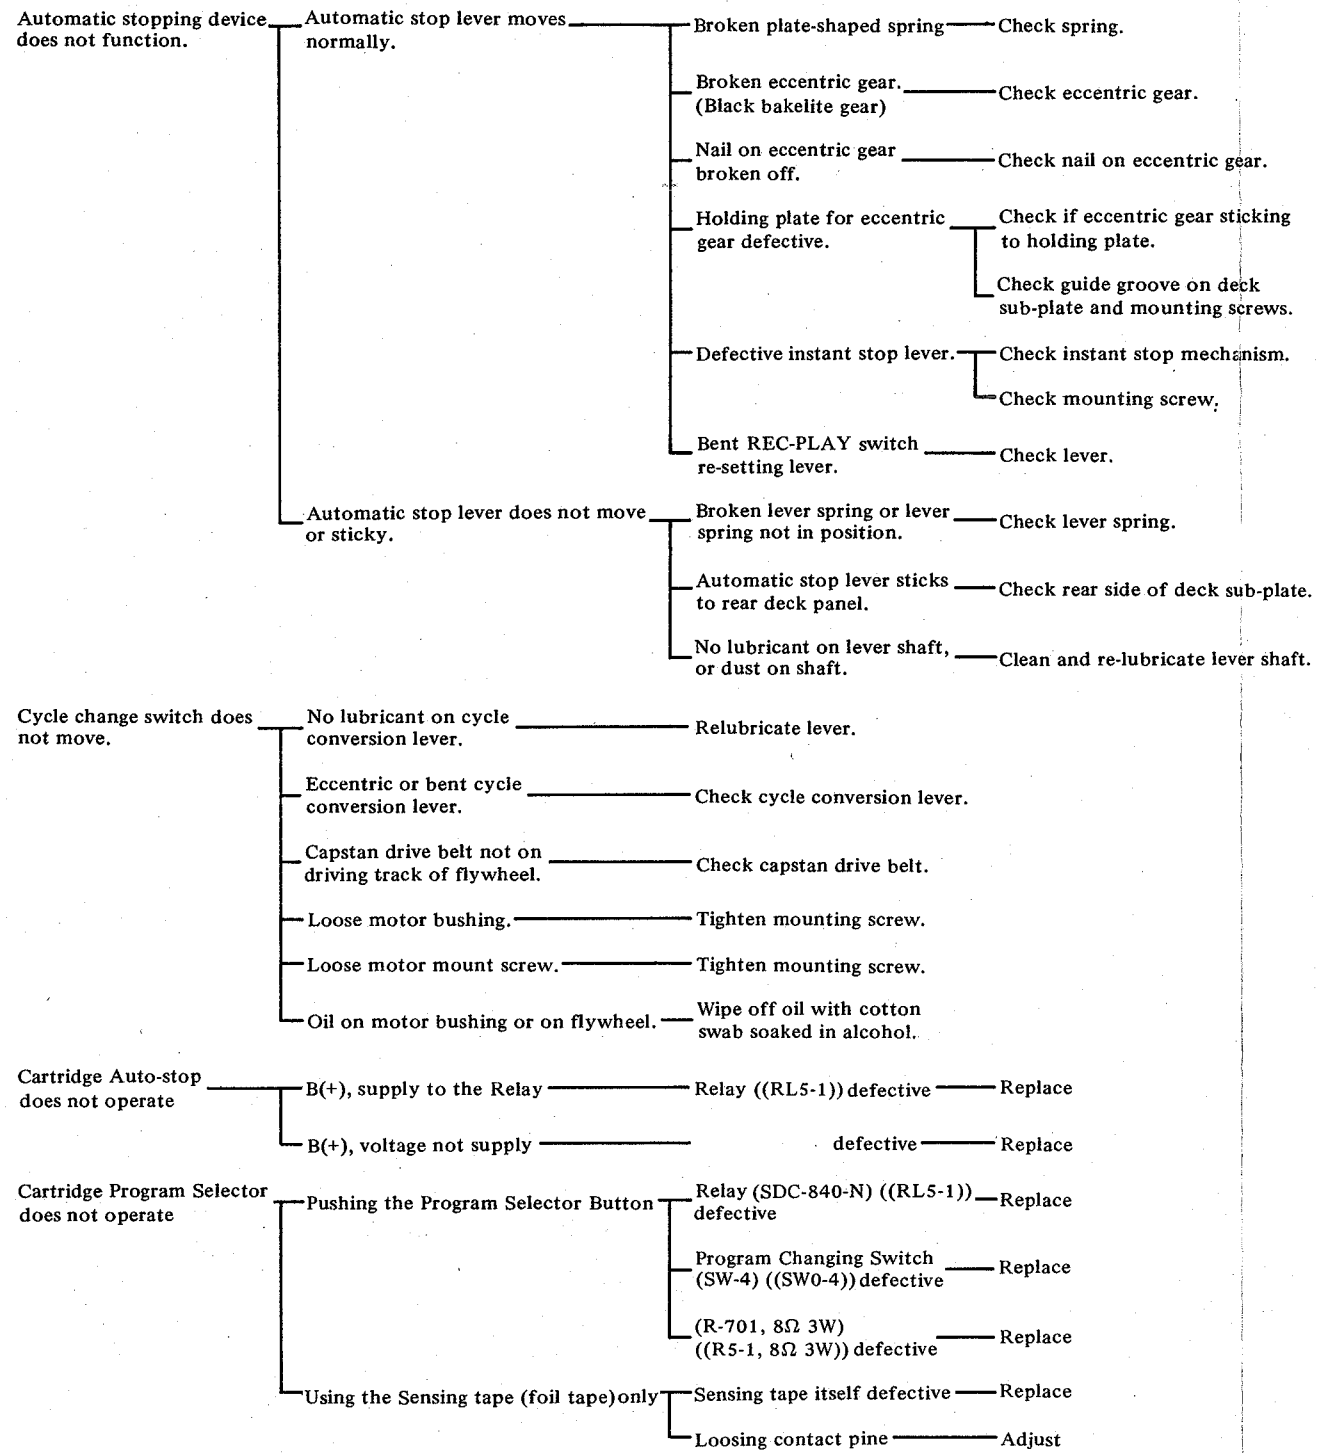 Automatic stopping device
does not function.
Automatic stop lever moves
normally.
Broken plate-shaped spring
Check spring.
Broken eccentric gear.
(Black bakelite gear)
Check eccentric gear.
Nail on eccentric gear
broken off.
Check nail on eccentric gear.
Holding plate for eccentric
gear defective.
Check if eccentric gear sticking
to holding plate.
Check guide groove on deck
sub-plate and mounting screws.
Defective instant stop lever.
Check instant stop mechanism.
Check mounting screw.
Bent REC-PLAY switch
re-setting lever.
Check lever.
Automatic stop lever does not move
or sticky.
Broken lever spring or lever
spring not in position.
Check lever spring.
Automatic stop lever sticks
to rear deck panel.
Check rear side of deck sub-plate.
No lubricant on lever shaft,
or dust on shaft.
Clean and re-lubricate lever shaft.
Cycle change switch does
not move.
No lubricant on cycle
conversion lever.
Relubricate lever.
Eccentric or bent cycle
conversion lever.
Check cycle conversion lever.
Capstan drive belt not on
driving track of flywheel.
Check capstan drive belt.
Loose motor bushing.
Tighten mounting screw.
Loose motor mount screw.
Tighten mounting screw.
Oil on motor bushing or on flywheel.
Wipe off oil with cotton
swab soaked in alcohol.
Cartridge Auto-stop
does not operate
B(+), supply to the Relay
Relay ((RL5-1)) defective
Replace
B(+), voltage not supply
defective
Replace
Cartridge Program Selector
does not operate
Pushing the Program Selector Button
Relay (SDC-840-N) ((RL5-1))
defective
Replace
Program Changing Switch
(SW-4) ((SW0-4)) defective
Replace
(R-701, 8Ω 3W)
((R5-1, 8Ω 3W)) defective
Replace
Using the Sensing tape (foil tape) only
Sensing tape itself defective
Replace
Loosing contact pine
Adjust